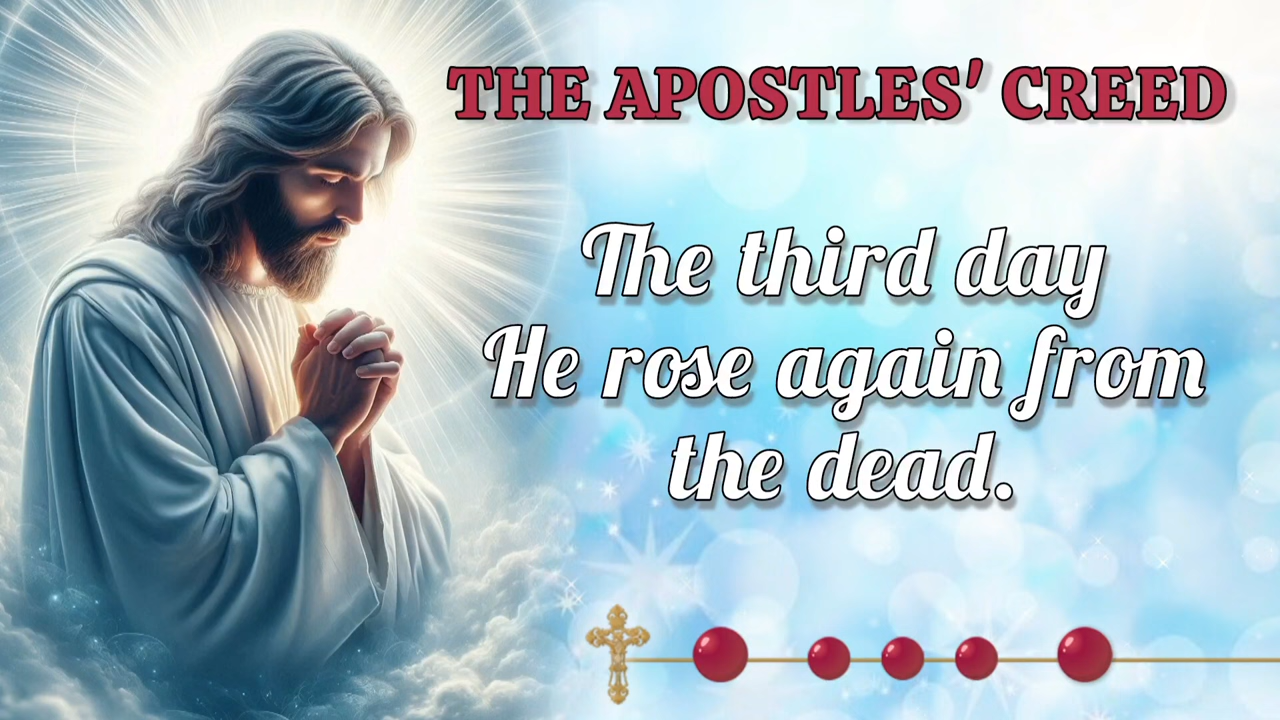 THE APOSTLES' CREED
The third day
He rose again from
the dead.